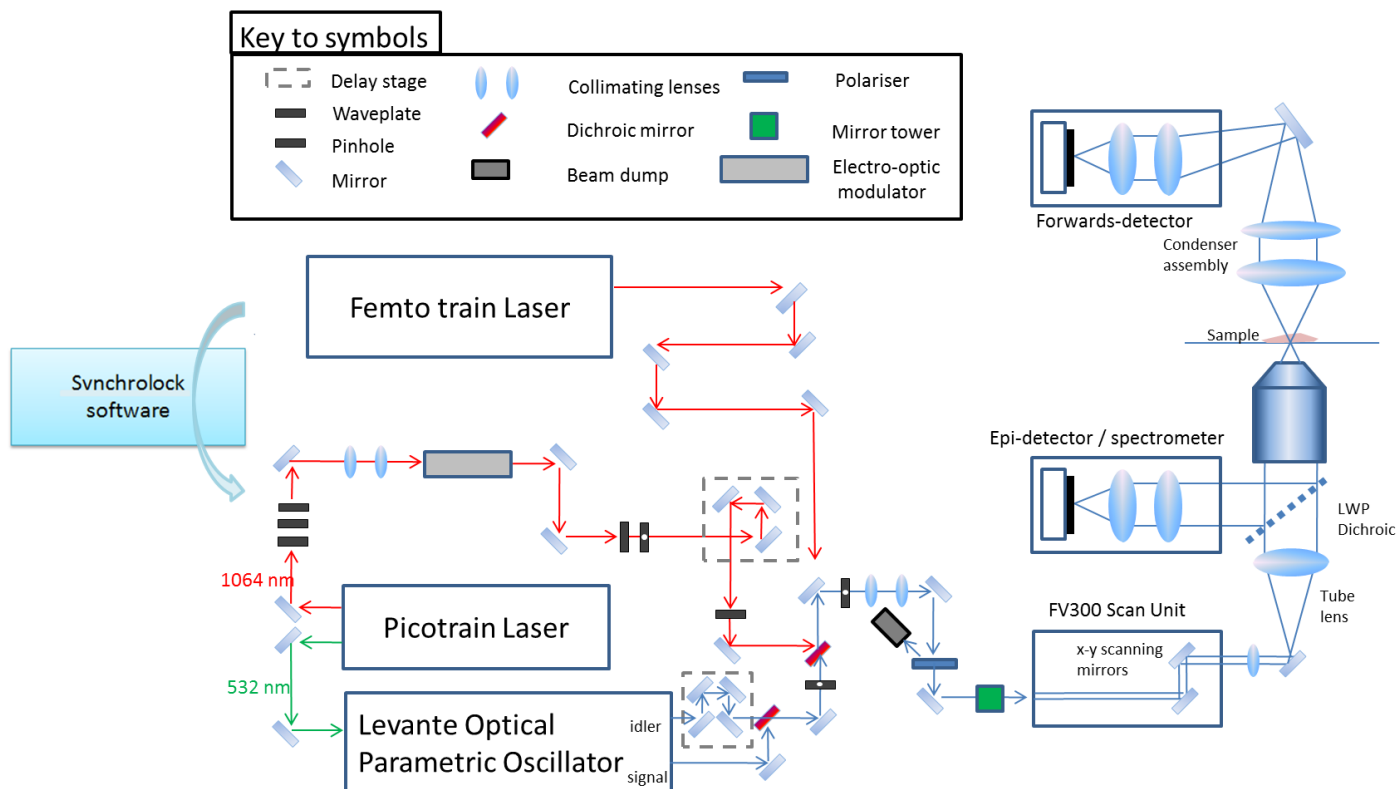 Key to symbols
Delay stage
Waveplate
Pinhole
Mirror
Collimating lenses
Dichroic mirror
Beam dump
Polariser
Mirror tower
Electro-optic
modulator
Forwards-detector
Condenser
assembly
Femto train Laser
Sample
Svnchrolock
software
Epi-detector / spectrometer
LWP
Dichroic
1064 nm
Picotrain Laser
Tube
lens
FV300 Scan Unit
x-y scanning
mirrors
532 nm
Levante Optical
Parametric Oscillator
idler
signal